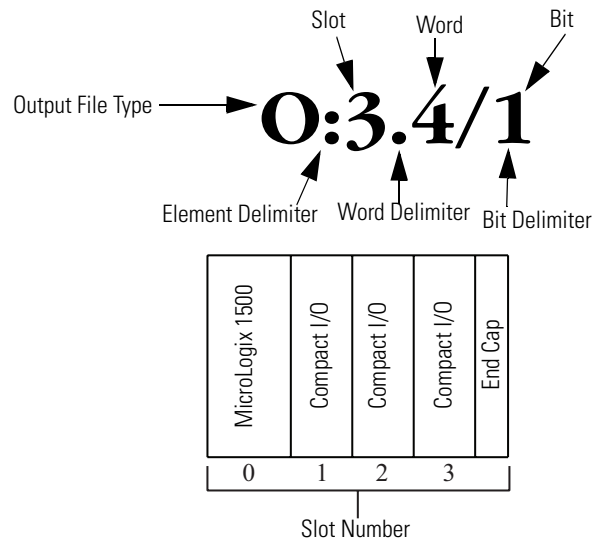 Slot
Word
Bit
Output File Type
O:3.4/1
Element Delimiter
Word Delimiter
Bit Delimiter
MicroLogix 1500
Compact I/O
Compact I/O
Compact I/O
End Cap
0 1 2 3
Slot Number